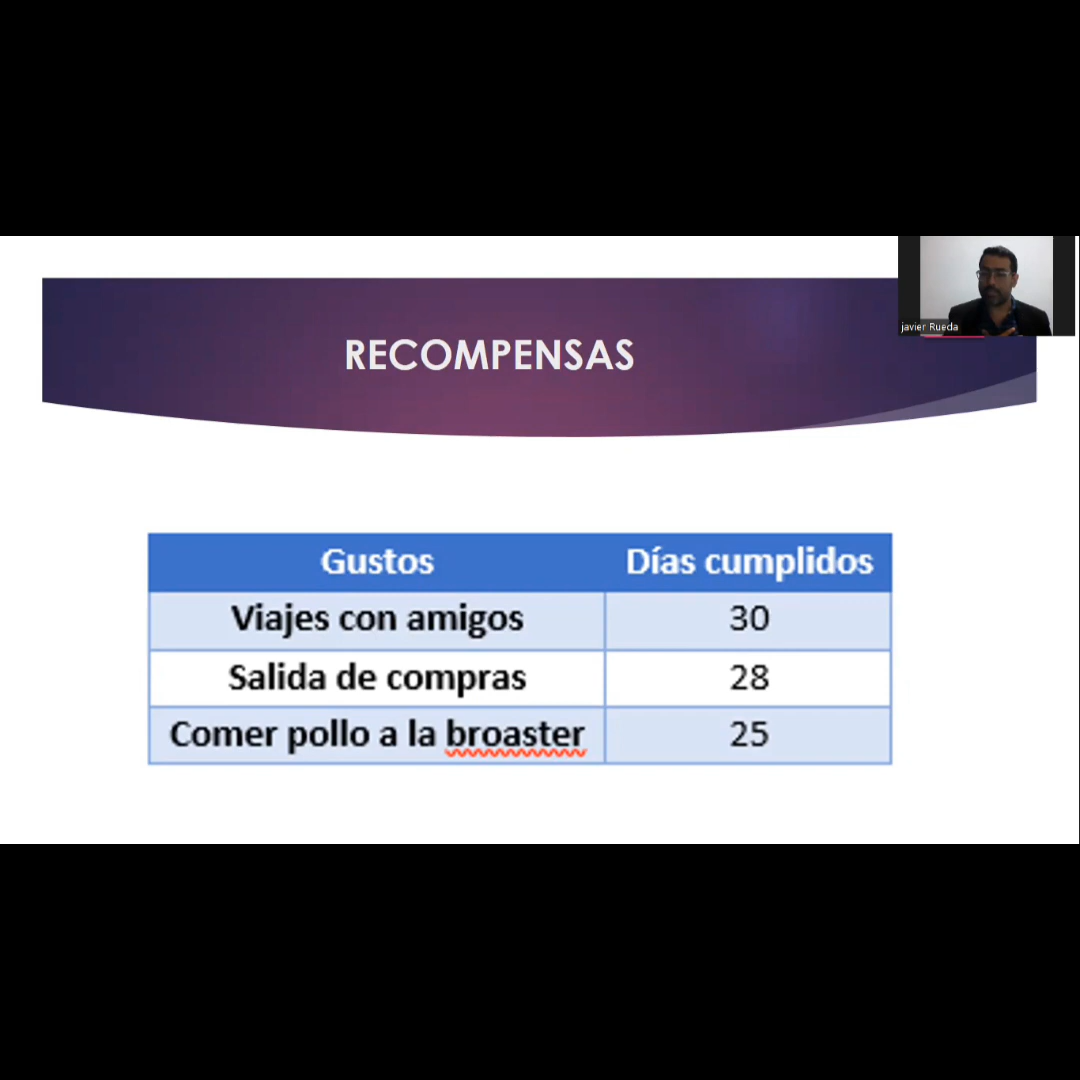 javier Rueda
RECOMPENSAS
Gustos Días cumplidos
Viajes con amigos 30
Salida de compras 28
Comer pollo a la broaster 25